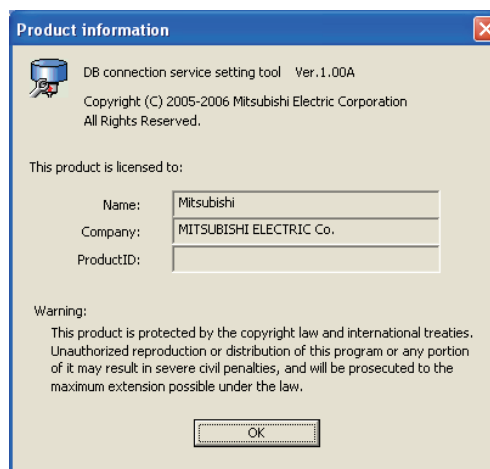 Product information
DB connection service setting tool Ver.1.00A
Copyright (C) 2005-2006 Mitsubishi Electric Corporation
All Rights Reserved.
This product is licensed to:
Name: Mitsubishi
Company: MITSUBISHI ELECTRIC Co.
ProductID:
Warning:
This product is protected by the copyright law and international treaties.
Unauthorized reproduction or distribution of this program or any portion
of it may result in severe civil penalties, and will be prosecuted to the
maximum extension possible under the law.
OK